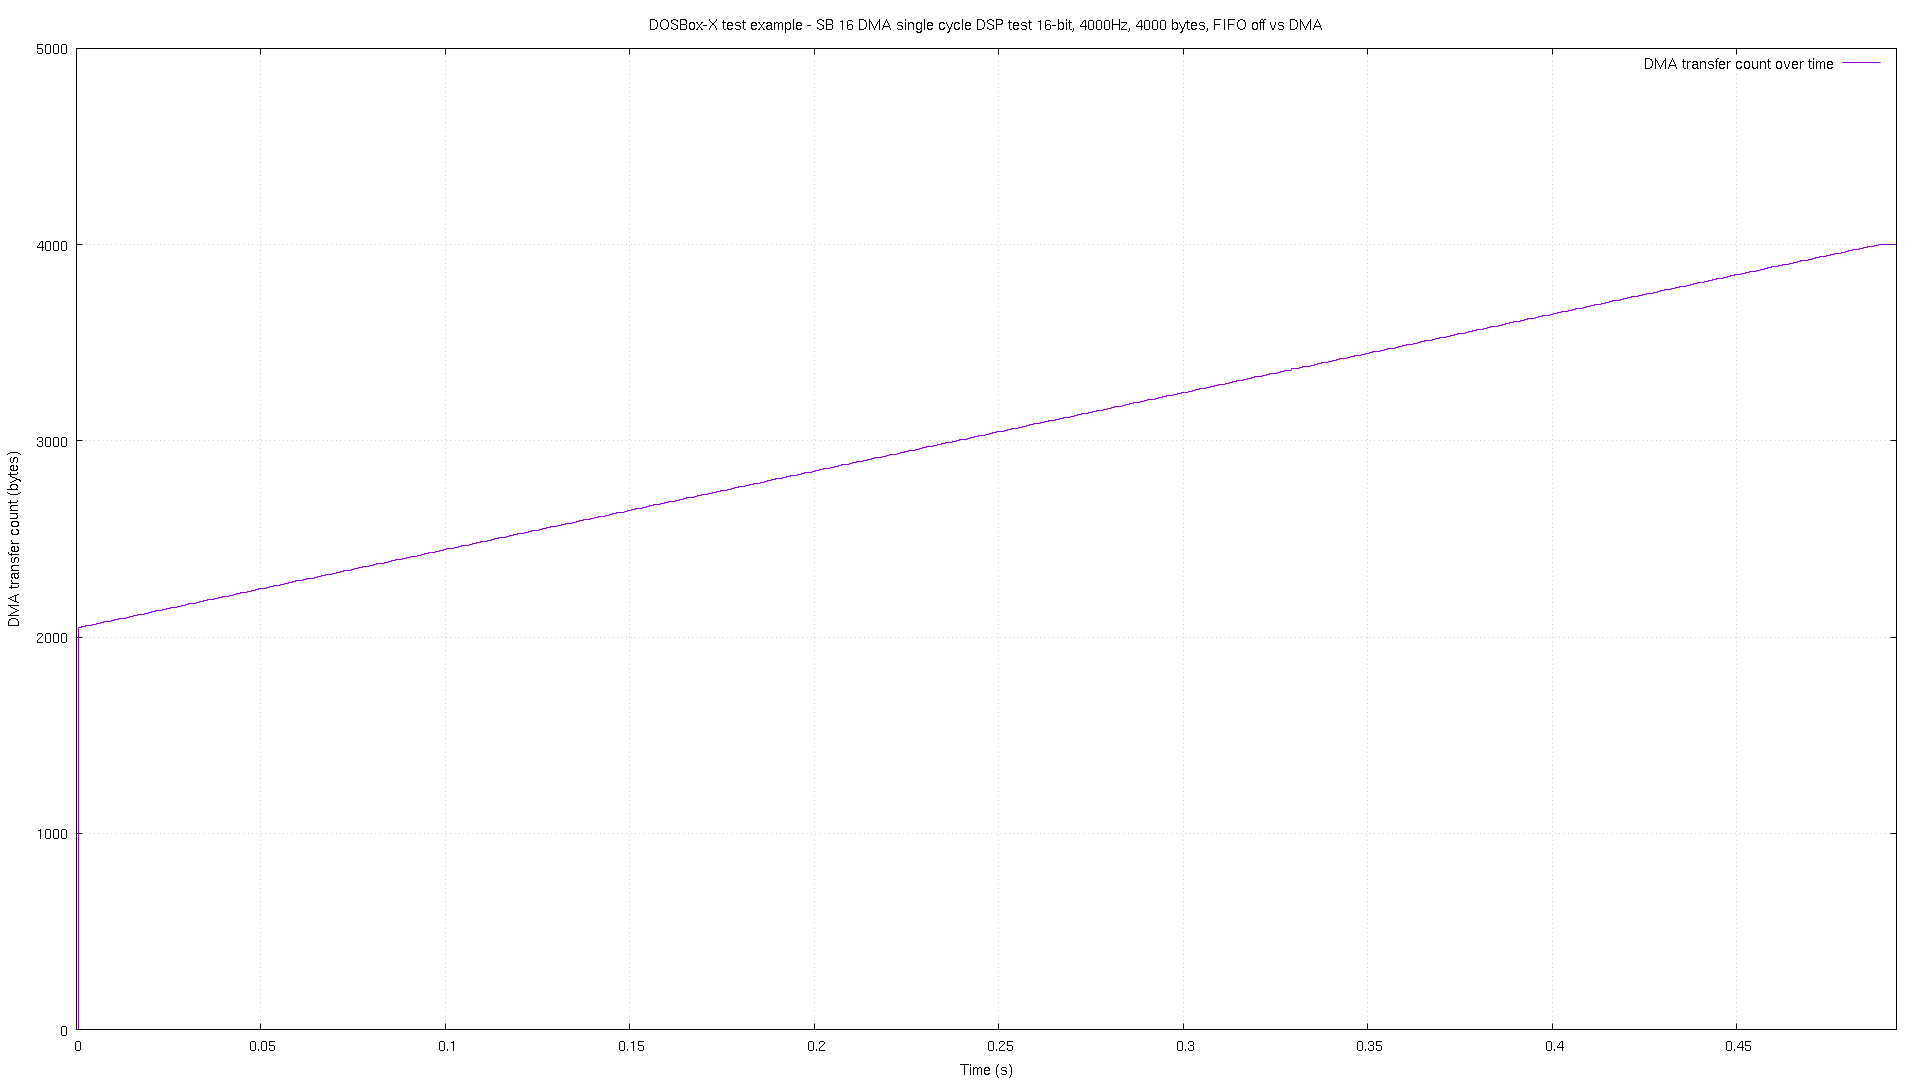 DOSBox-X test example - SB 16 DMA single cycle DSP test 16-bit, 4000Hz, 4000 bytes, FIFO off vs DMA
DMA transfer count over time
5000
4000
3000
2000
1000
0
DMA transfer count (bytes)
0 0.05 0.1 0.15 0.2 0.25 0.3 0.35 0.4 0.45
Time (s)